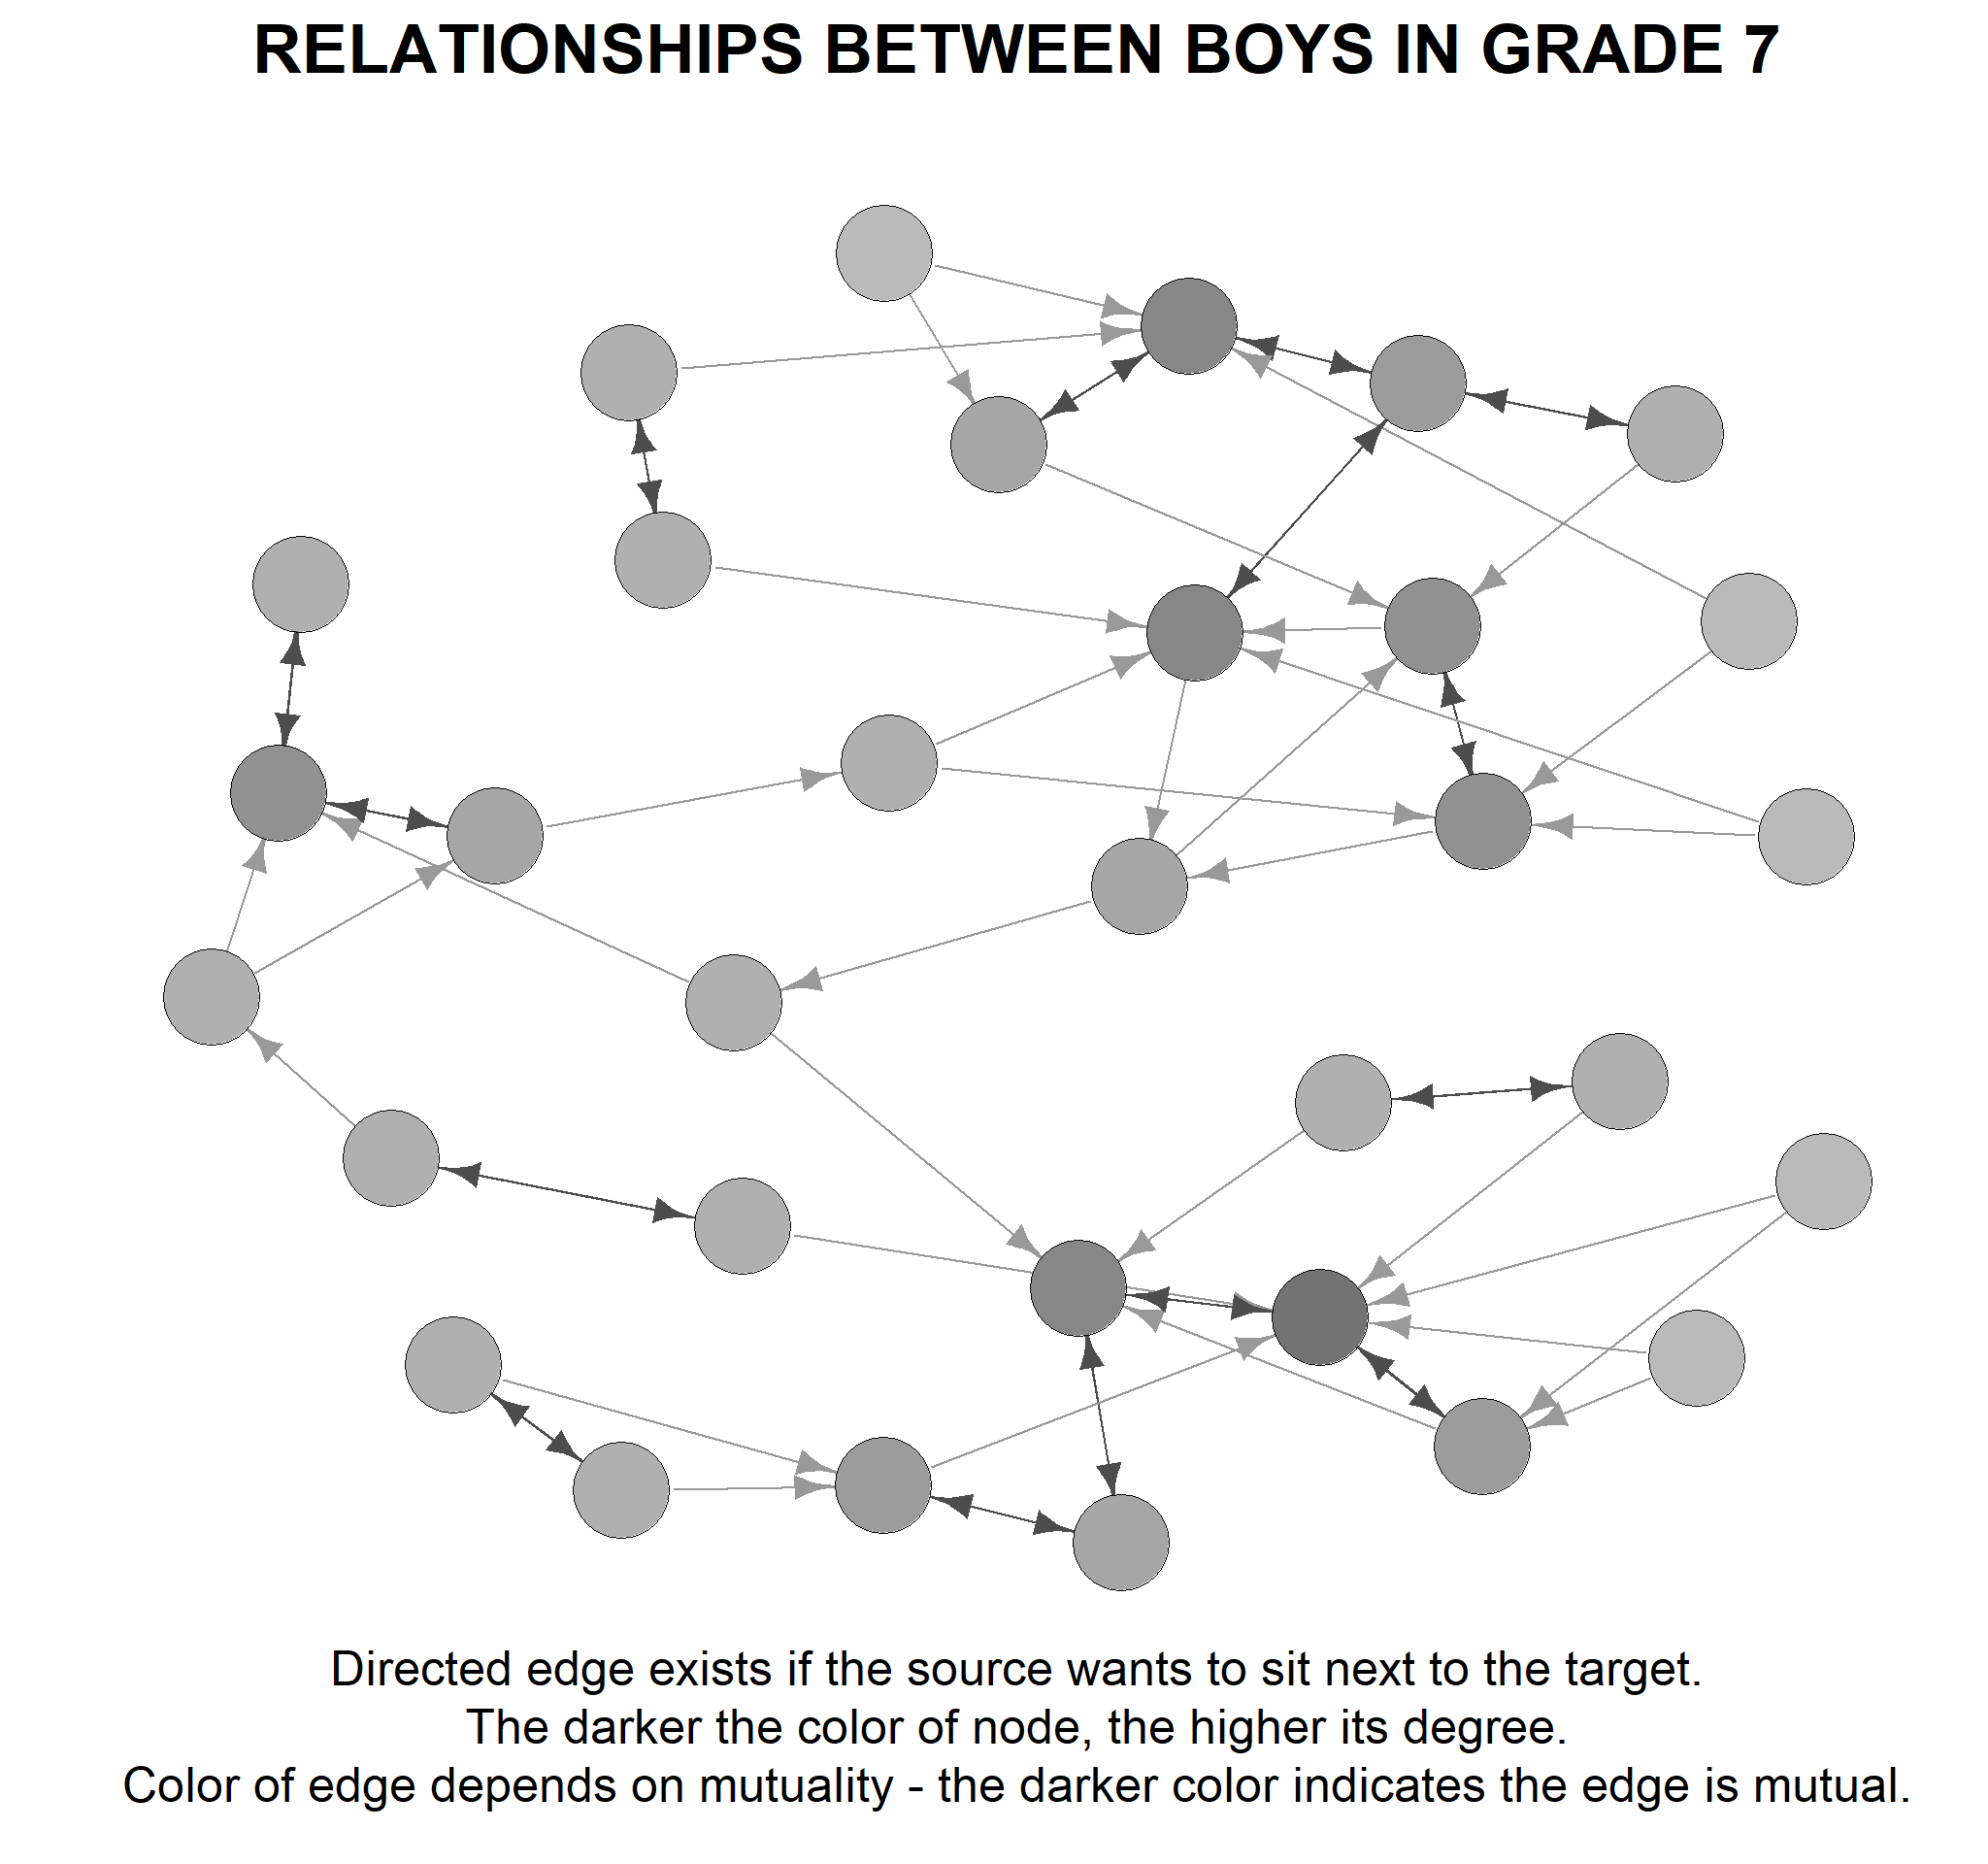 RELATIONSHIPS BETWEEN BOYS IN GRADE 7
Directed edge exists if the source wants to sit next to the target.
The darker the color of node, the higher its degree.
Color of edge depends on mutuality - the darker color indicates the edge is mutual.